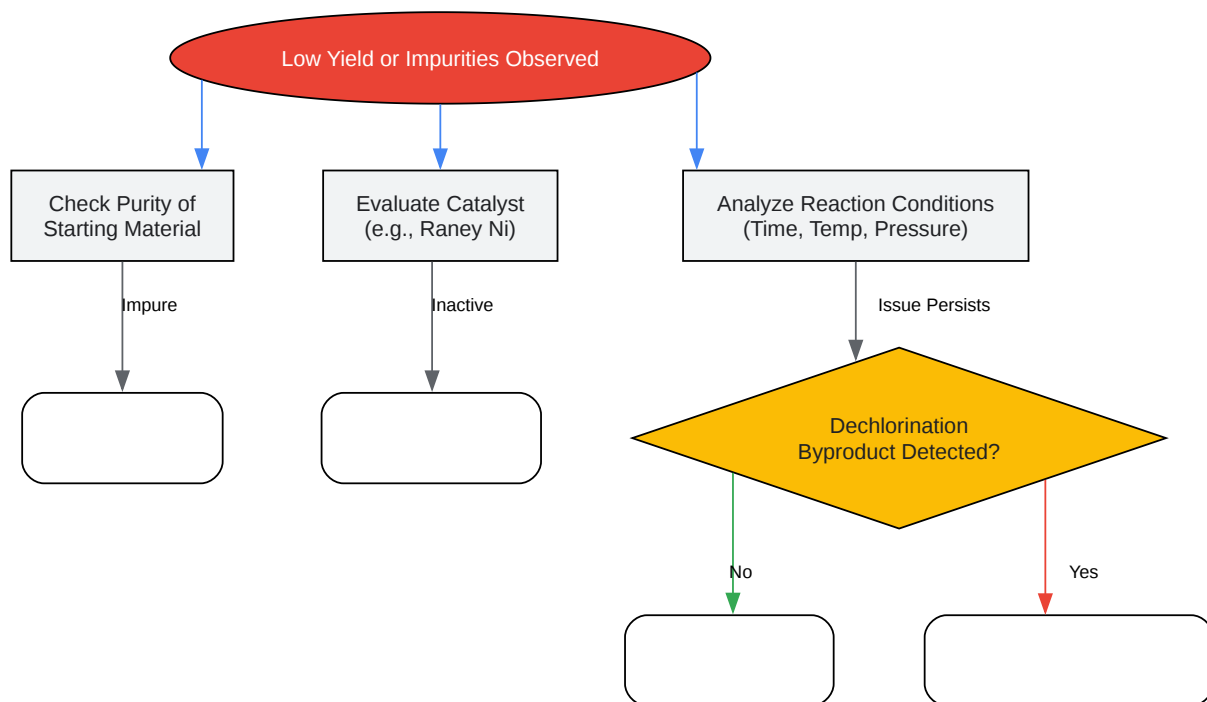 Low Yield or Impurities Observed
Check Purity of
Starting Material
Evaluate Catalyst
(e.g., Raney Ni)
Analyze Reaction Conditions
(Time, Temp, Pressure)
Impure
Inactive
Issue Persists
Dechlorination
Byproduct Detected?
No
Yes